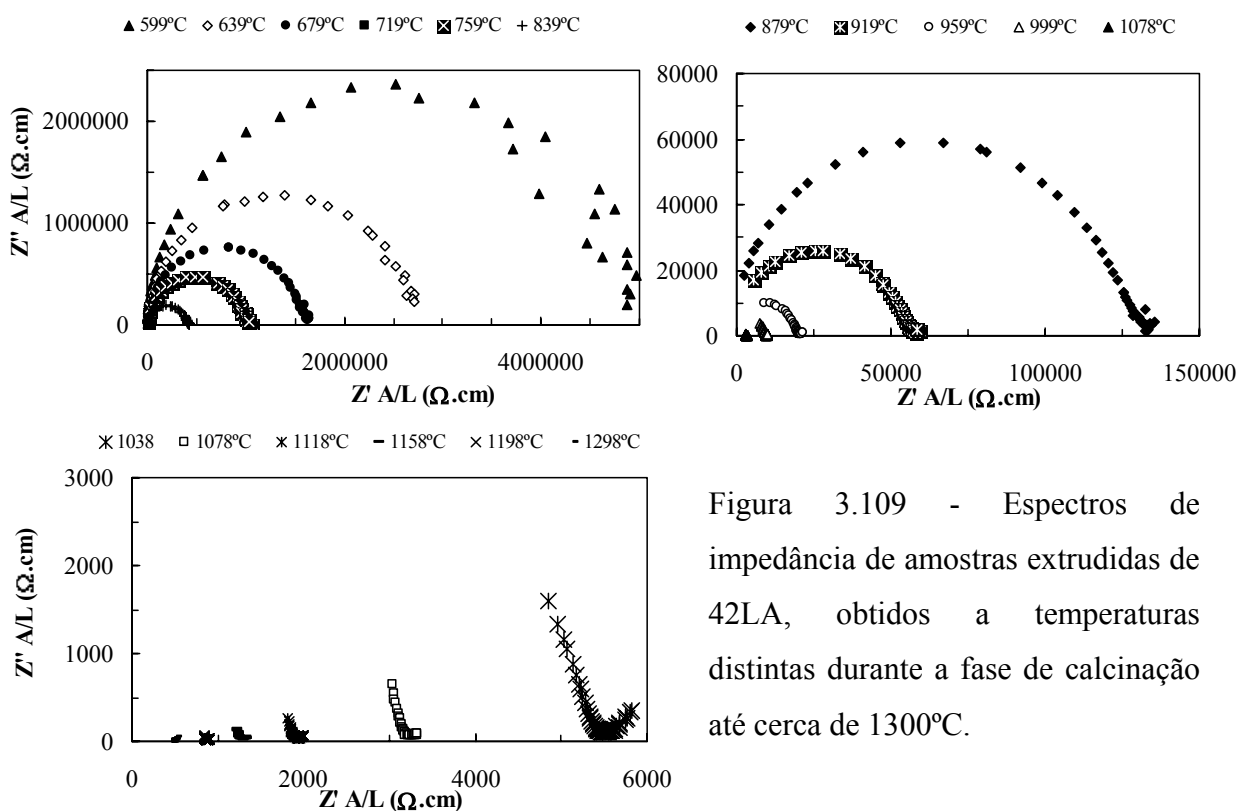 ▲ 599ºC ◇ 639ºC ● 679ºC ■ 719ºC ⊠ 759ºC + 839ºC
Z'' A/L (Ω.cm)
2000000
1000000
0
0 2000000 4000000
Z' A/L (Ω.cm)
◆ 879ºC 919ºC ○ 959ºC △ 999ºC ▲ 1078ºC
80000
60000
40000
20000
0
0 50000 100000 150000
Z' A/L (Ω.cm)
1038 □ 1078ºC 1118ºC - 1158ºC × 1198ºC - 1298ºC
Z'' A/L (Ω.cm)
3000
2000
1000
0
0 2000 4000 6000
Z' A/L (Ω.cm)
Figura 3.109 - Espectros de
impedância de amostras extrudidas de
42LA, obtidos a temperaturas
distintas durante a fase de calcinação
até cerca de 1300ºC.